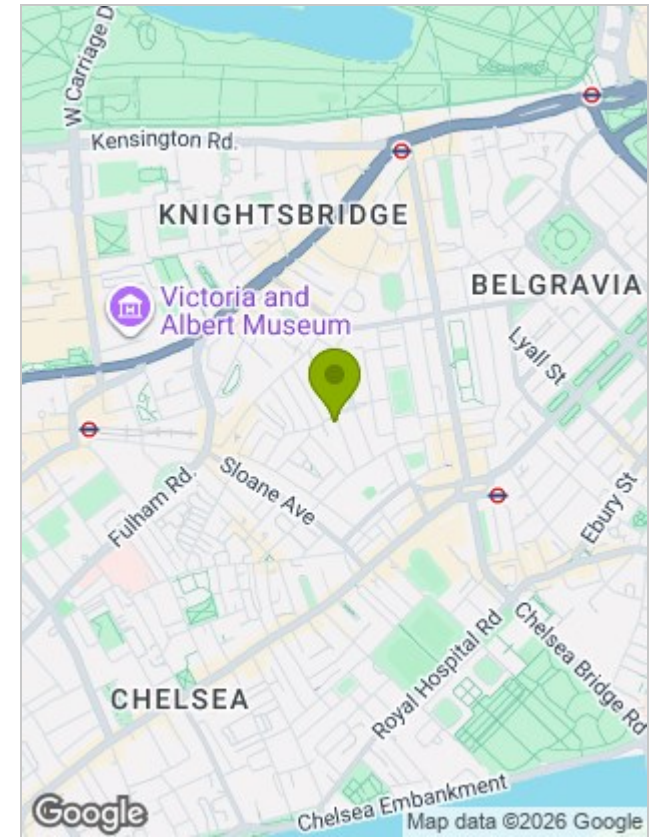 W Carriage D
Kensington Rd.
KNIGHTSBRIDGE
BELGRAVIA
Victoria and
Albert Museum
Lyall St
Sloane Ave
Fulham Rd.
Ebury St
CHELSEA
Royal Hospital Rd
Chelsea Bridge Rd
Chelsea Embankment
Google
Map data ©2026 Google